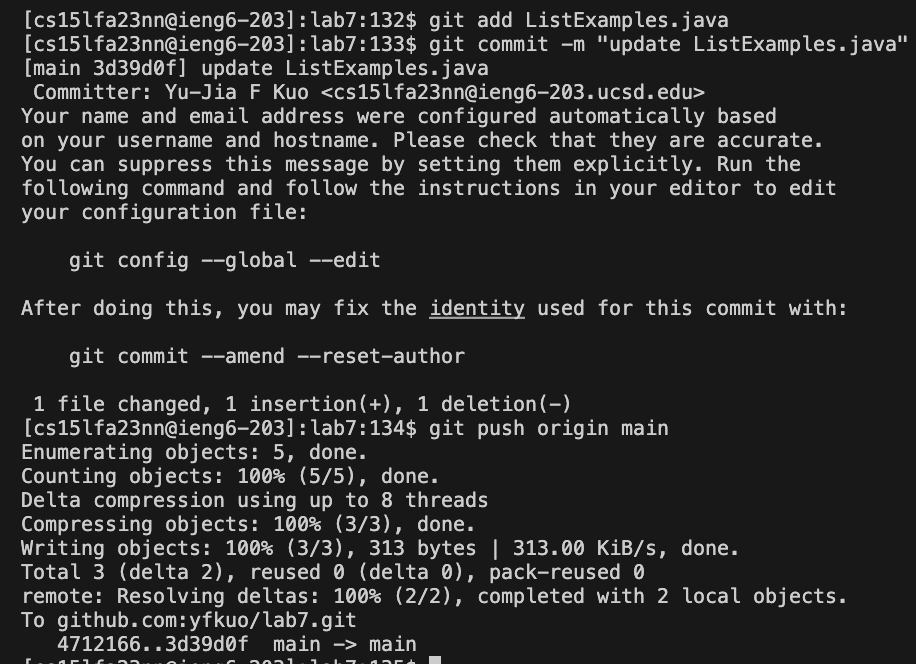 [cs15lfa23nn@ieng6-203]:lab7:132$ git add ListExamples.java
[cs15lfa23nn@ieng6-203]:lab7:133$ git commit -m "update ListExamples.java"
[main 3d39d0f] update ListExamples.java
 Committer: Yu-Jia F Kuo <cs15lfa23nn@ieng6-203.ucsd.edu>
Your name and email address were configured automatically based
on your username and hostname. Please check that they are accurate.
You can suppress this message by setting them explicitly. Run the
following command and follow the instructions in your editor to edit
your configuration file:

    git config --global --edit

After doing this, you may fix the identity used for this commit with:

    git commit --amend --reset-author

 1 file changed, 1 insertion(+), 1 deletion(-)
[cs15lfa23nn@ieng6-203]:lab7:134$ git push origin main
Enumerating objects: 5, done.
Counting objects: 100% (5/5), done.
Delta compression using up to 8 threads
Compressing objects: 100% (3/3), done.
Writing objects: 100% (3/3), 313 bytes | 313.00 KiB/s, done.
Total 3 (delta 2), reused 0 (delta 0), pack-reused 0
remote: Resolving deltas: 100% (2/2), completed with 2 local objects.
To github.com:yfkuo/lab7.git
   4712166..3d39d0f  main -> main
[cs15lfa23nn@ieng6-203]:lab7:135$